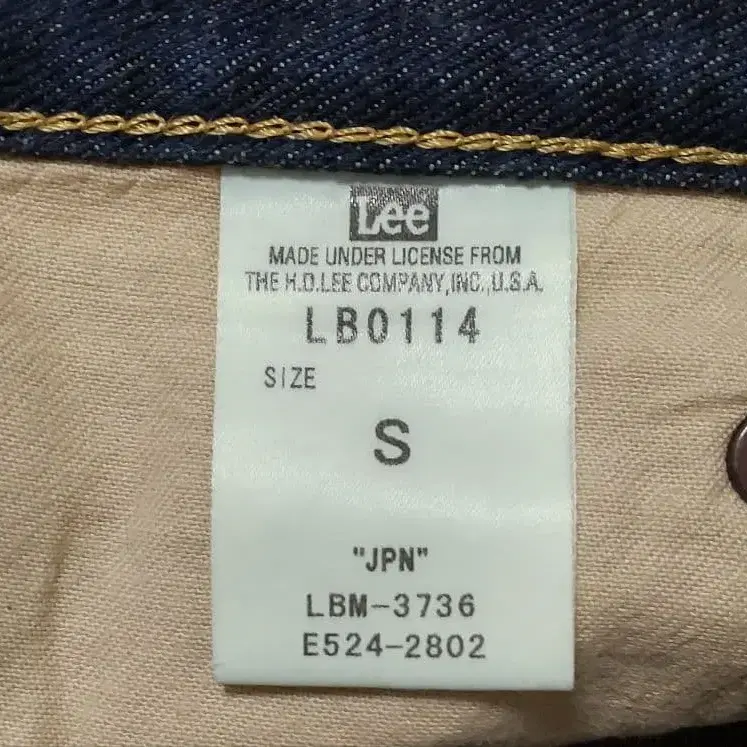 Lee
MADE UNDER LICENSE FROM
THE H.D.LEE COMPANY,INC.,U.S.A.
LB0114
SIZE
S
"JPN"
LBM-3736
E524-2802